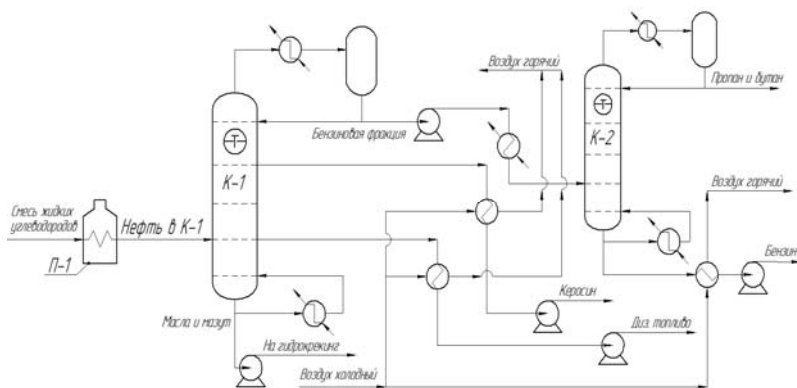 Воздух горячий
Пропан и бутан
Т
Т
Бензиновая фракция
К-1
К-2
Воздух горячий
Смесь жидких
углеводородов
Нефть в К-1
П-1
Бензин
Керосин
Масла и мазут
Диз. топливо
На гидрокрекинг
Воздух холодный